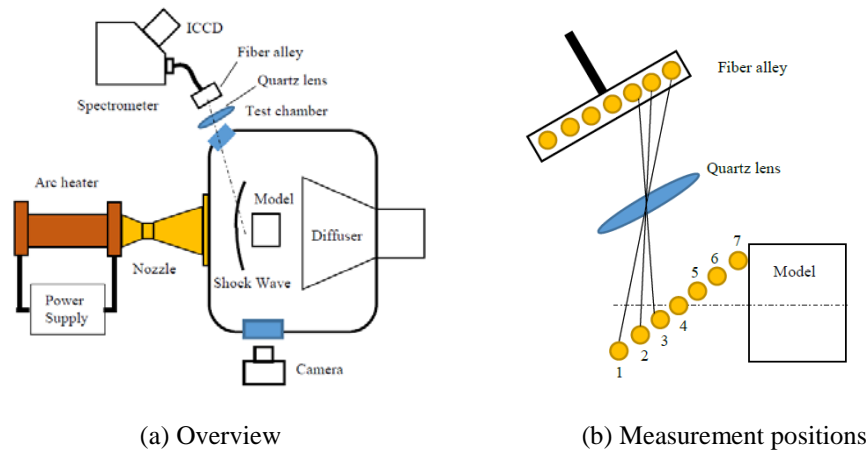 ICCD
Fiber alley
Quartz lens
Spectrometer
Test chamber
Arc heater
Model
Diffuser
Nozzle
Shock Wave
Power
Supply
Camera
(a) Overview
Fiber alley
Quartz lens
7
6
5
Model
4
3
2
1
(b) Measurement positions